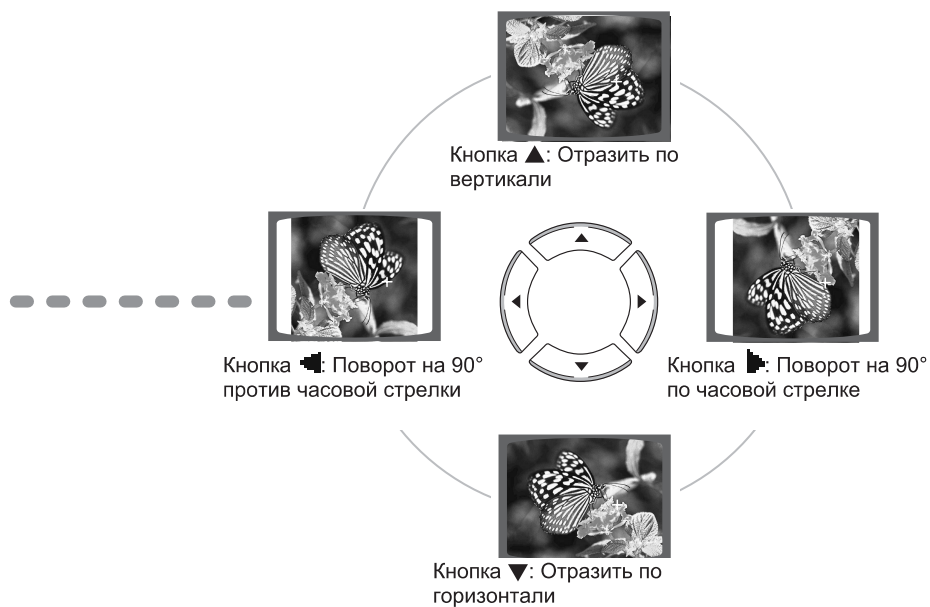 Кнопка ▲: Отразить по
вертикали
Кнопка ◀: Поворот на 90°
против часовой стрелки
Кнопка ▶: Поворот на 90°
по часовой стрелке
Кнопка ▼: Отразить по
горизонтали